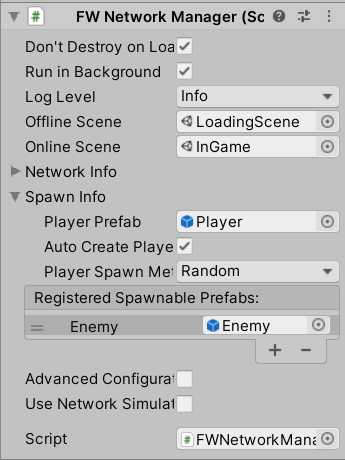 # FW Network Manager (Sc
Don't Destroy on Loa
Run in Background
Log Level Info
Offline Scene LoadingScene
Online Scene InGame
Network Info
Spawn Info
Player Prefab Player
Auto Create Playe
Player Spawn Met Random
Registered Spawnable Prefabs:
Enemy Enemy
+ −
Advanced Configurat
Use Network Simulat
Script # FWNetworkMana